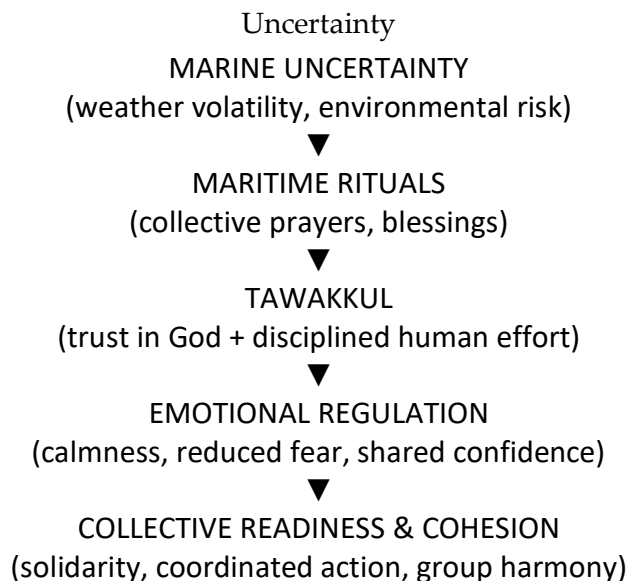 Uncertainty
MARINE UNCERTAINTY
(weather volatility, environmental risk)
▼
MARITIME RITUALS
(collective prayers, blessings)
▼
TAWAKKUL
(trust in God + disciplined human effort)
▼
EMOTIONAL REGULATION
(calmness, reduced fear, shared confidence)
▼
COLLECTIVE READINESS & COHESION
(solidarity, coordinated action, group harmony)